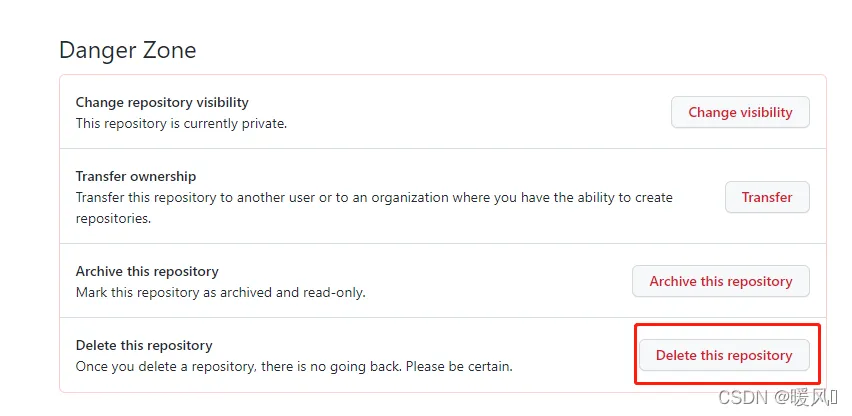 Danger Zone
Change repository visibility
This repository is currently private.
Change visibility
Transfer ownership
Transfer this repository to another user or to an organization where you have the ability to create
repositories.
Transfer
Archive this repository
Mark this repository as archived and read-only.
Archive this repository
Delete this repository
Once you delete a repository, there is no going back. Please be certain.
Delete this repository
CSDN @暖风